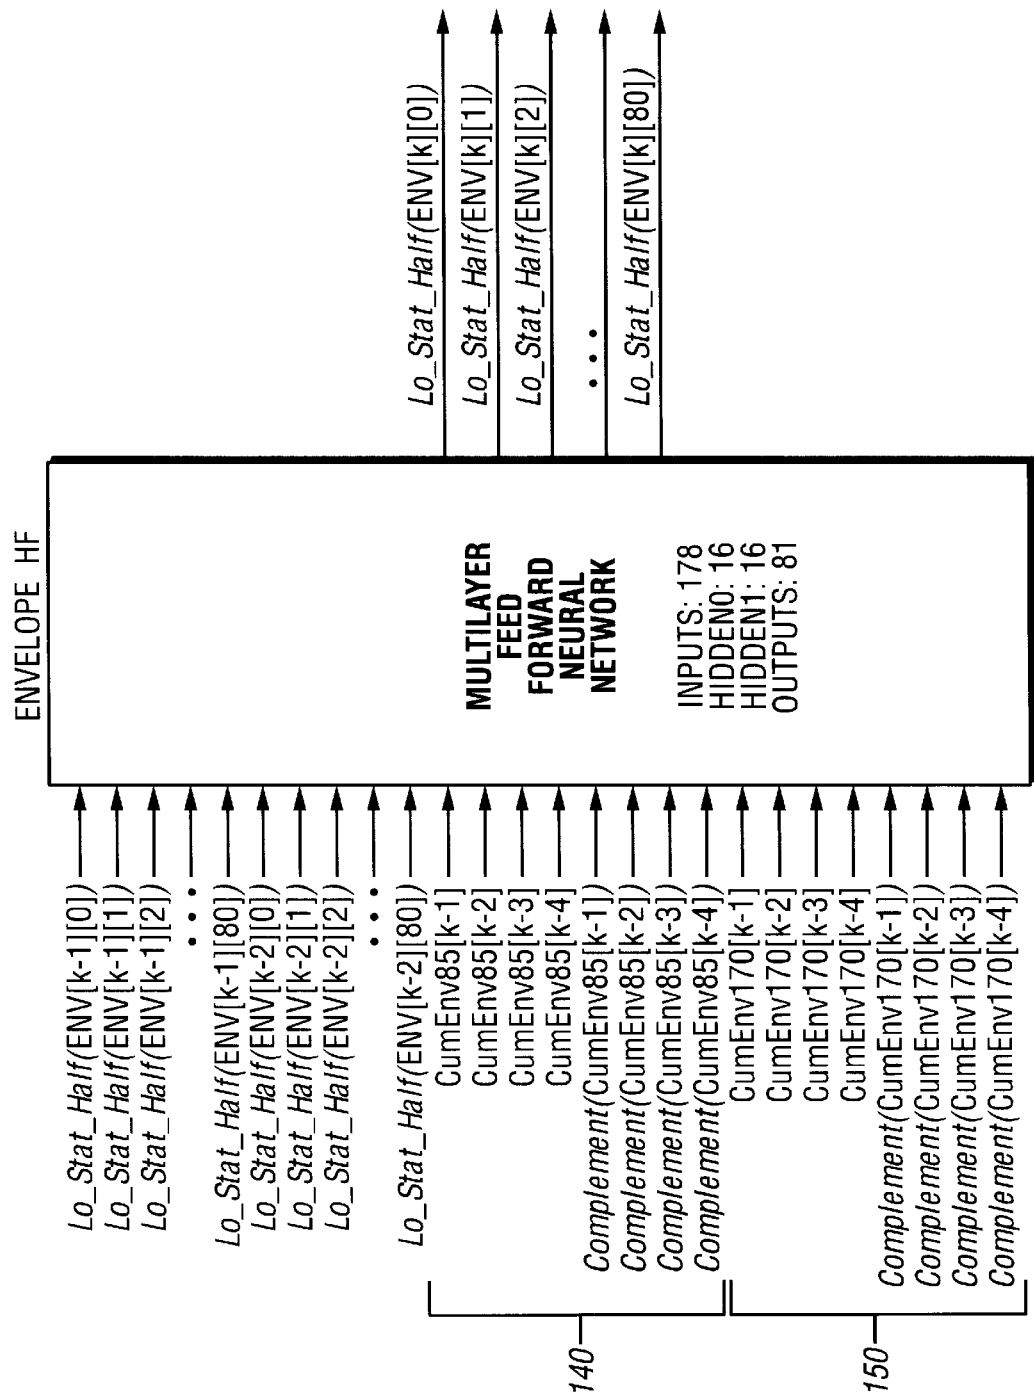 ENVELOPE HF
Lo_Stat_Half(ENV[k-1][0])
Lo_Stat_Half(ENV[k-1][1])
Lo_Stat_Half(ENV[k-1][2])
• • •
Lo_Stat_Half(ENV[k-1][80])
Lo_Stat_Half(ENV[k-2][0])
Lo_Stat_Half(ENV[k-2][1])
Lo_Stat_Half(ENV[k-2][2])
• • •
Lo_Stat_Half(ENV[k-2][80])
CumEnv85[k-1]
CumEnv85[k-2]
CumEnv85[k-3]
CumEnv85[k-4]
Complement(CumEnv85[k-1])
Complement(CumEnv85[k-2])
Complement(CumEnv85[k-3])
Complement(CumEnv85[k-4])
CumEnv170[k-1]
CumEnv170[k-2]
CumEnv170[k-3]
CumEnv170[k-4]
Complement(CumEnv170[k-1])
Complement(CumEnv170[k-2])
Complement(CumEnv170[k-3])
Complement(CumEnv170[k-4])
140
150
MULTILAYER
FEED
FORWARD
NEURAL
NETWORK
INPUTS: 178
HIDDEN0: 16
HIDDEN1: 16
OUTPUTS: 81
Lo_Stat_Half(ENV[k][0])
Lo_Stat_Half(ENV[k][1])
Lo_Stat_Half(ENV[k][2])
• • •
Lo_Stat_Half(ENV[k][80])